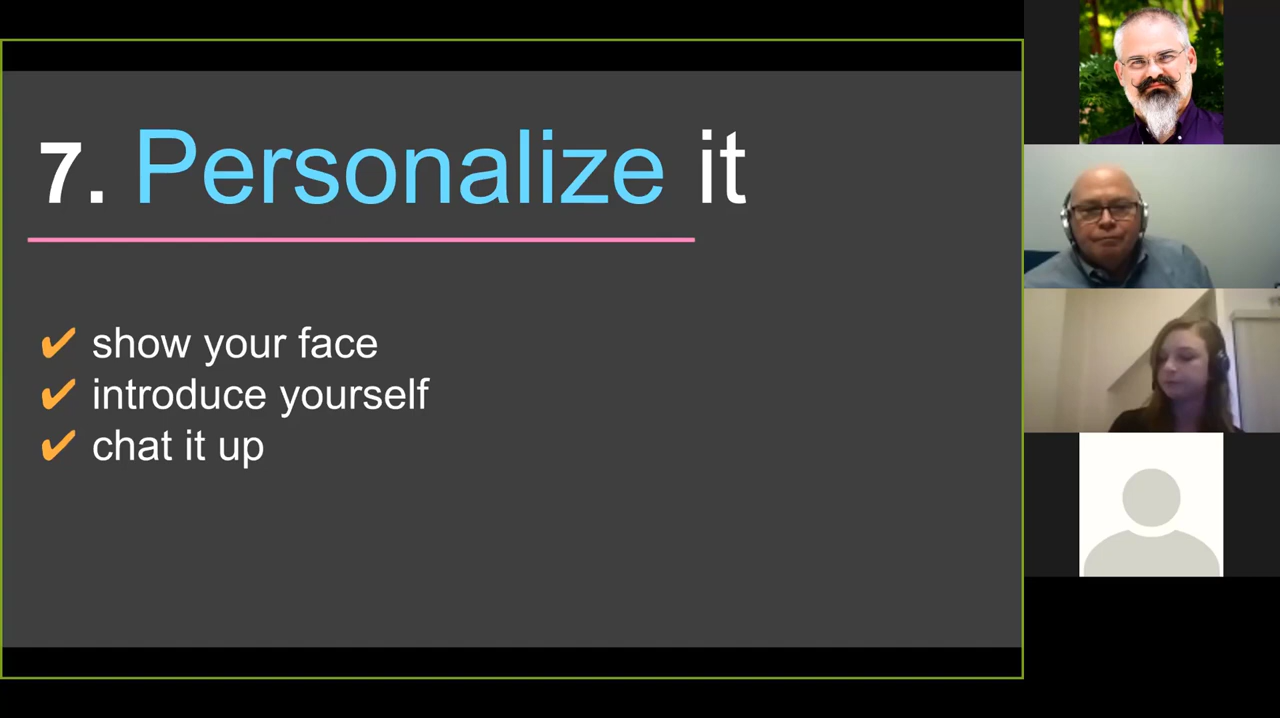 7. Personalize it
✔ show your face
✔ introduce yourself
✔ chat it up